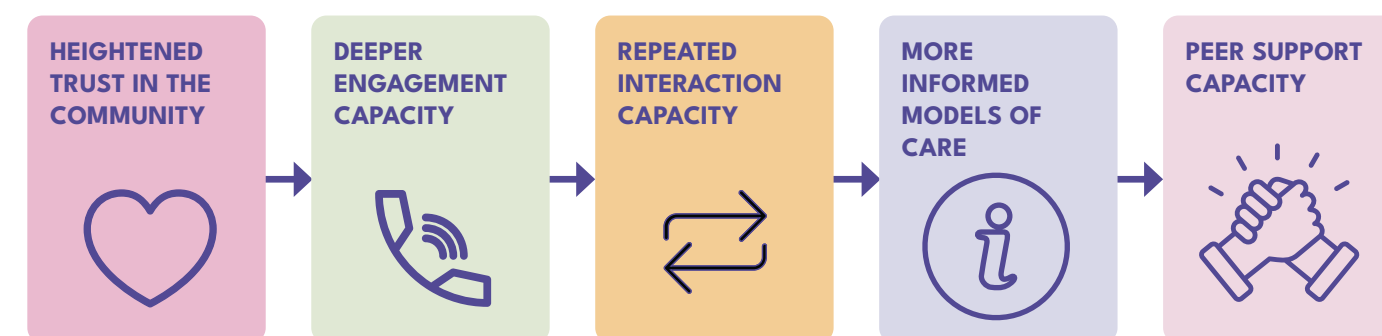 HEIGHTENED
TRUST IN THE
COMMUNITY
DEEPER
ENGAGEMENT
CAPACITY
REPEATED
INTERACTION
CAPACITY
MORE
INFORMED
MODELS OF
CARE
PEER SUPPORT
CAPACITY